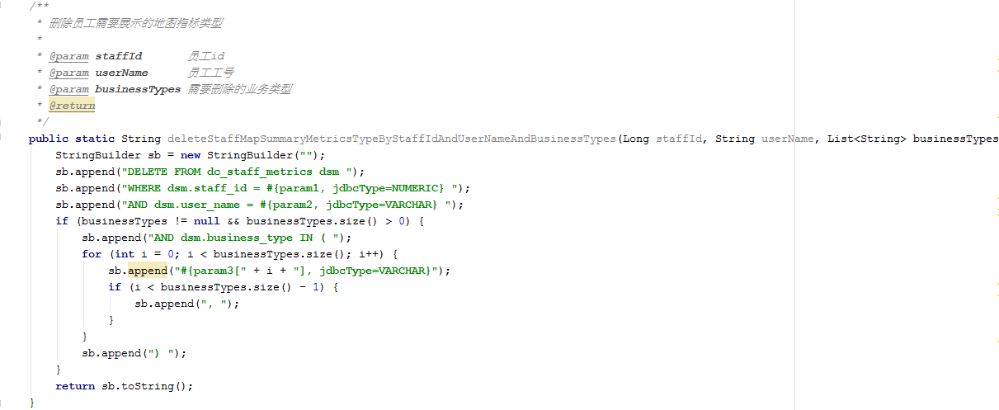 /**
 * 删除员工需要展示的地图指标类型
 *
 * @param staffId       员工id
 * @param userName      员工工号
 * @param businessTypes 需要删除的业务类型
 * @return
 */
public static String deleteStaffMapSummaryMetricsTypeByStaffIdAndUserNameAndBusinessTypes(Long staffId, String userName, List<String> businessTypes
    StringBuilder sb = new StringBuilder("");
    sb.append("DELETE FROM dc_staff_metrics dsm ");
    sb.append("WHERE dsm.staff_id = #{param1, jdbcType=NUMERIC} ");
    sb.append("AND dsm.user_name = #{param2, jdbcType=VARCHAR} ");
    if (businessTypes != null && businessTypes.size() > 0) {
        sb.append("AND dsm.business_type IN ( ");
        for (int i = 0; i < businessTypes.size(); i++) {
            sb.append("#{param3[" + i + "], jdbcType=VARCHAR}");
            if (i < businessTypes.size() - 1) {
                sb.append(", ");
            }
        }
        sb.append(") ");
    }
    return sb.toString();
}